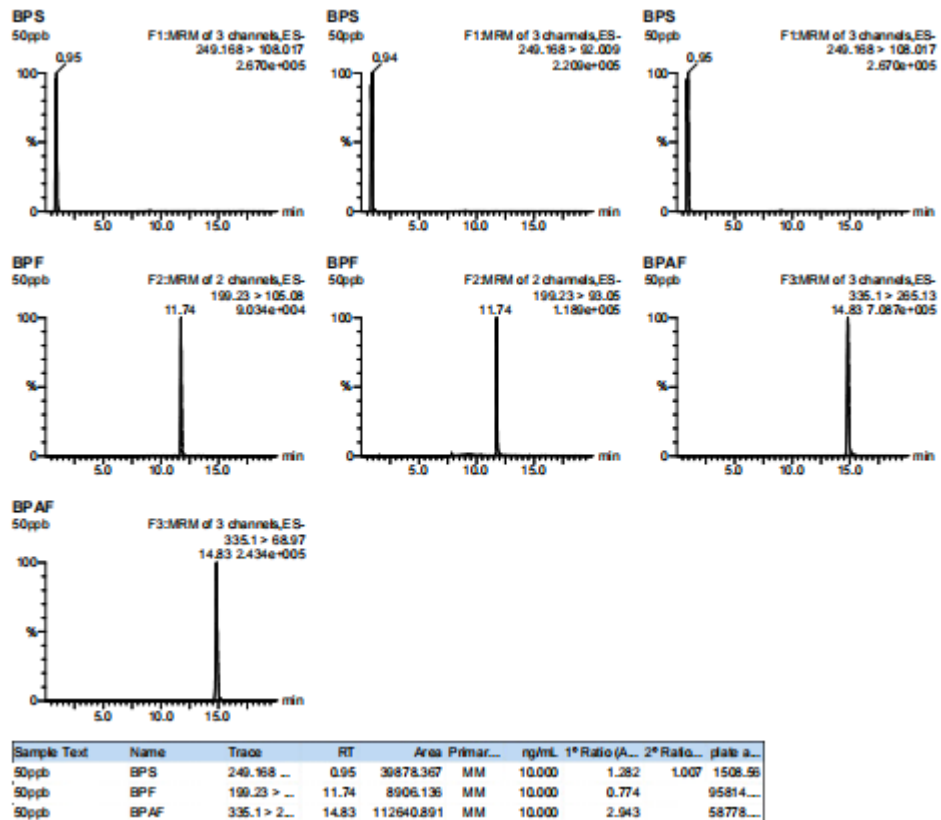 BPS
50ppb
F1:MRM of 3 channels,ES-
249.168 > 108.017
2.670e+005
0.95
100
%
0
5.0 10.0 15.0 min
BPS
50ppb
F1:MRM of 3 channels,ES-
249.168 > 92.009
2.209e+005
0.94
100
%
0
5.0 10.0 15.0 min
BPS
50ppb
F1:MRM of 3 channels,ES-
249.168 > 108.017
2.670e+005
0.95
100
%
0
5.0 10.0 15.0 min
BPF
50ppb
F2:MRM of 2 channels,ES-
199.23 > 105.08
11.74 9.034e+004
100
%
0
5.0 10.0 15.0 min
BPF
50ppb
F2:MRM of 2 channels,ES-
199.23 > 93.05
11.74 1.189e+005
100
%
0
5.0 10.0 15.0 min
BPAF
50ppb
F3:MRM of 3 channels,ES-
335.1 > 265.13
14.83 7.087e+005
100
%
0
5.0 10.0 15.0 min
BPAF
50ppb
F3:MRM of 3 channels,ES-
335.1 > 68.97
14.83 2.434e+005
100
%
0
5.0 10.0 15.0 min
Sample Text Name Trace RT Area Primar... ng/mL 1º Ratio (A... 2º Ratio... plate a...
50ppb BPS 249.168 ... 0.95 39878.367 MM 10.000 1.282 1.007 1508.56
50ppb BPF 199.23 > ... 11.74 8906.136 MM 10.000 0.774 95814....
50ppb BPAF 335.1 > 2... 14.83 112640.891 MM 10.000 2.943 58778....